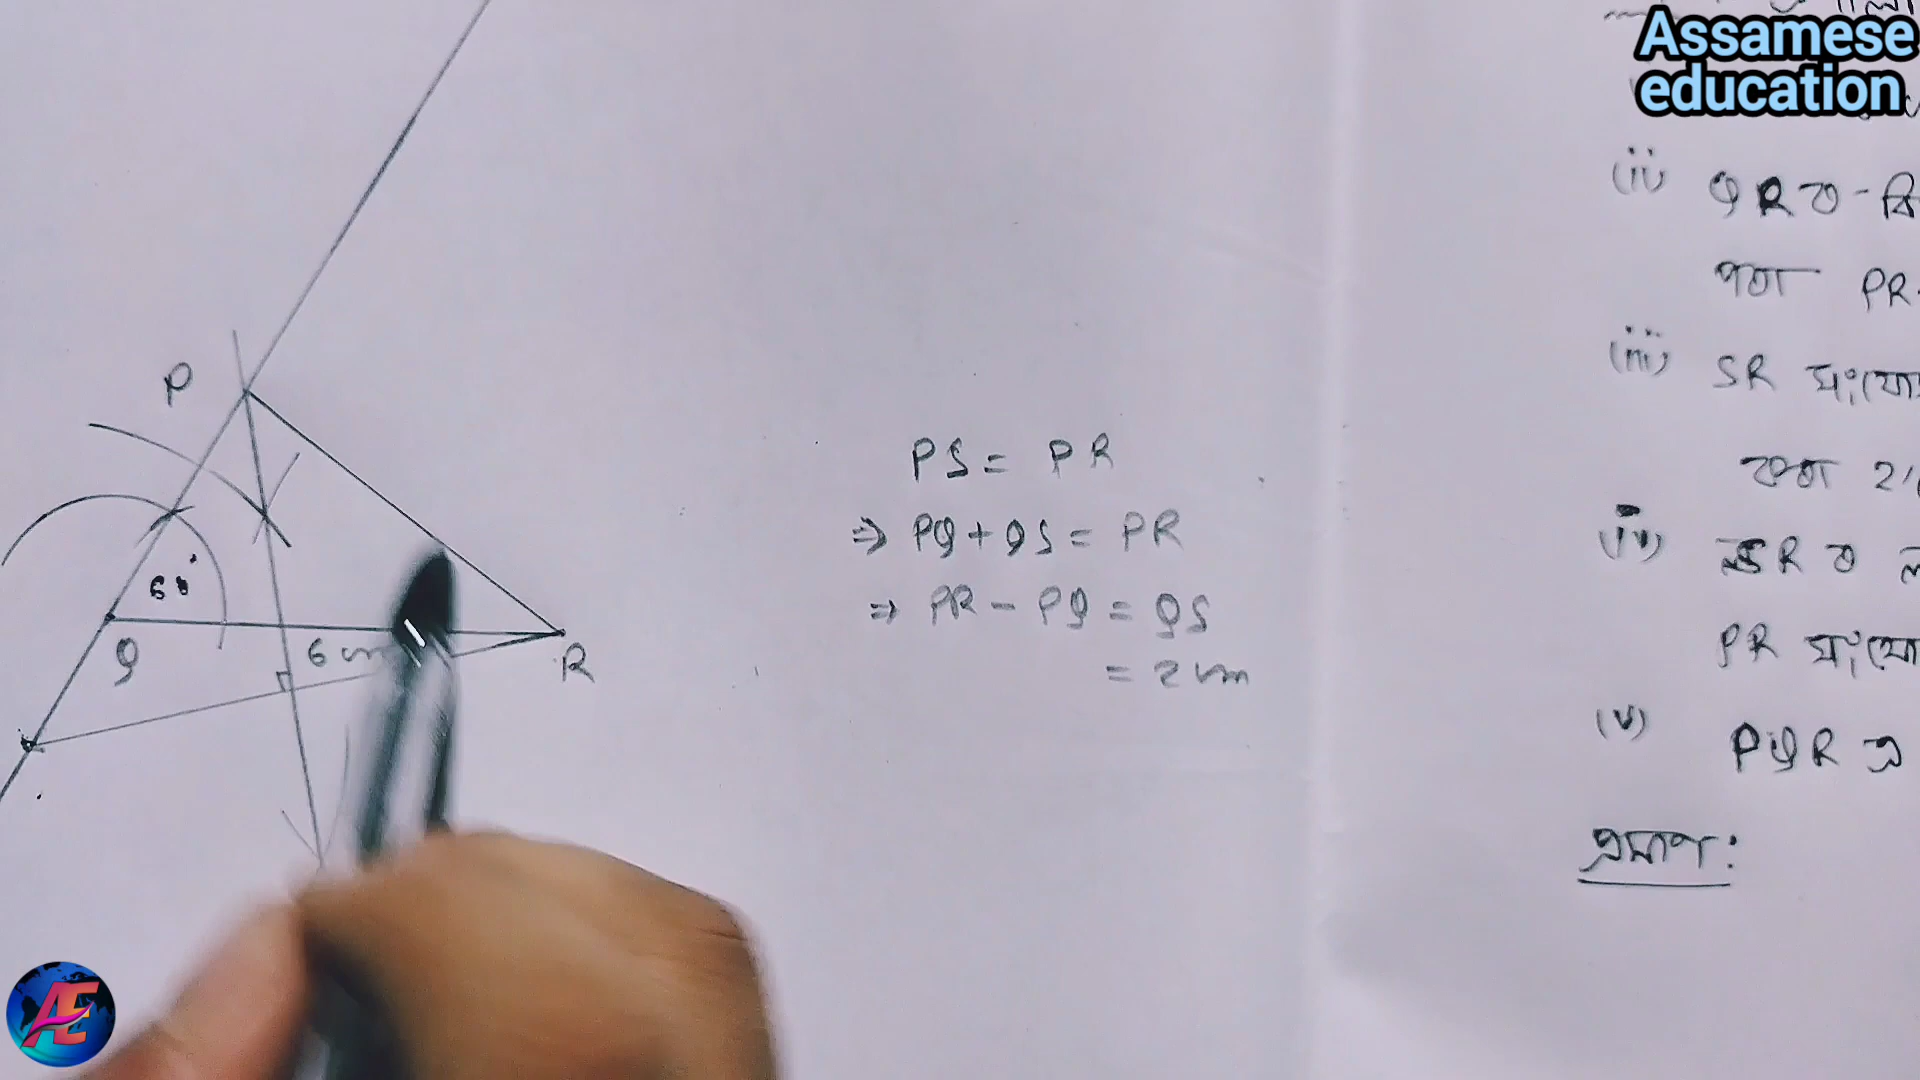 Assamese
education
P
60°
Q
6 cm
R
PS = PR
⇒ PQ + QS = PR
⇒ PR - PQ = QS
= 2 cm
(ii) QR ত
PR
(iii) SR
(iv) SR ৰ
PR
(v) PQR এ
প্ৰমাণ:
AE